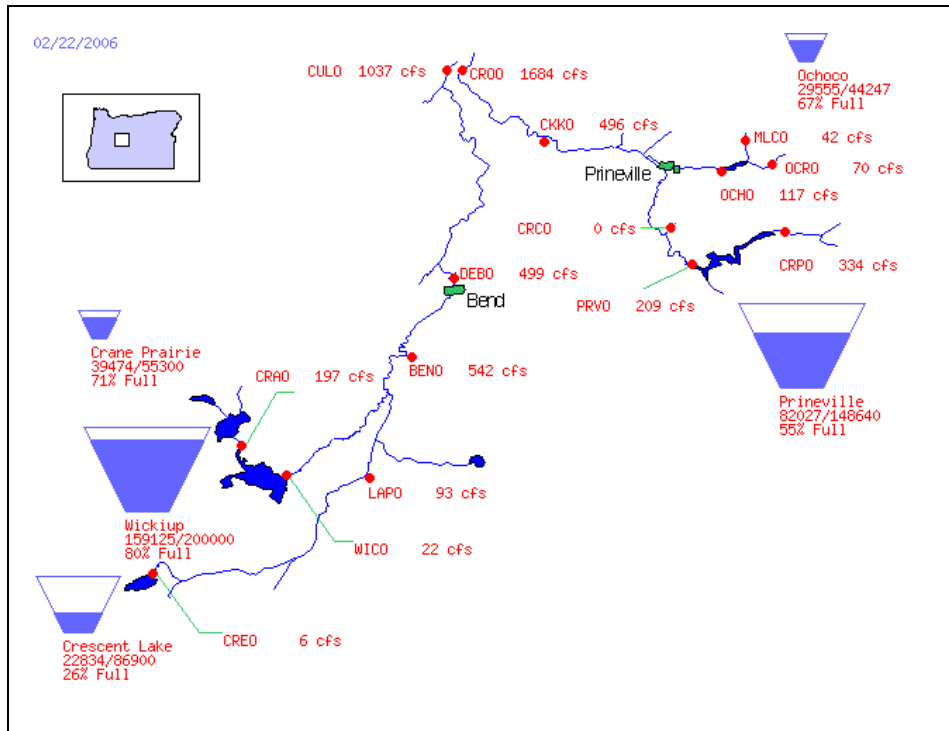 02/22/2006
CULO 1037 cfs
CROO 1684 cfs
Ochoco
29555/44247
67% Full
CKKO 496 cfs
MLCO 42 cfs
Prineville
OCRO 70 cfs
OCHO 117 cfs
CRCO 0 cfs
CRPO 334 cfs
DEBO 499 cfs
Bend
PRVO 209 cfs
Crane Prairie
39474/55300
71% Full
CRAO 197 cfs
BENO 542 cfs
Prineville
82027/148640
55% Full
LAPO 93 cfs
Wickiup
159125/200000
80% Full
WICO 22 cfs
CREO 6 cfs
Crescent Lake
22834/86900
26% Full